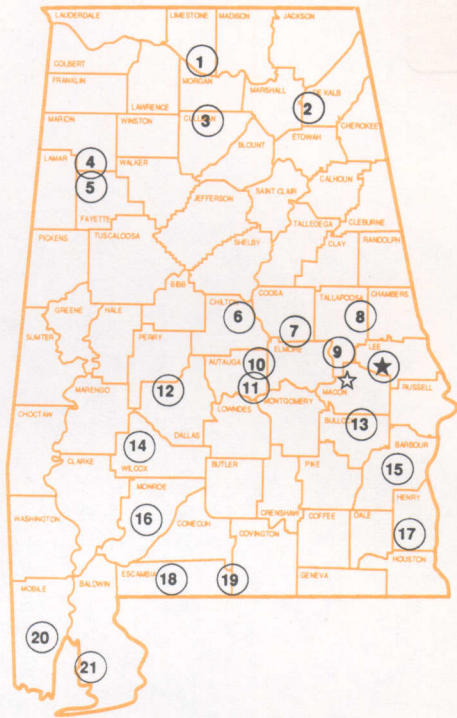 LAUDERDALE
LIMESTONE
MADISON
JACKSON
COLBERT
1
MORGAN
FRANKLIN
LAWRENCE
MARSHALL
DE KALB
2
MARION
WINSTON
CULLMAN
3
ETOWAH
CHEROKEE
BLOUNT
LAMAR
4
WALKER
5
CALHOUN
SAINT CLAIR
JEFFERSON
FAYETTE
TALLEDEGA
CLEBURNE
PICKENS
TUSCALOOSA
SHELBY
CLAY
RANDOLPH
BIBB
COOSA
TALLAPOOSA
CHAMBERS
CHILTON
GREENE
HALE
6
7
8
SUMTER
PERRY
ELMORE
LEE
9
AUTAUGA
10
MACON
RUSSELL
MARENGO
12
11
LOWNDES
MONTGOMERY
CHOCTAW
BULLOCK
13
DALLAS
14
BARBOUR
CLARKE
WILCOX
BUTLER
PIKE
15
MONROE
HENRY
WASHINGTON
16
CONECUH
CRENSHAW
COFFEE
DALE
COVINGTON
17
HOUSTON
ESCAMBIA
18
19
GENEVA
MOBILE
BALDWIN
20
21